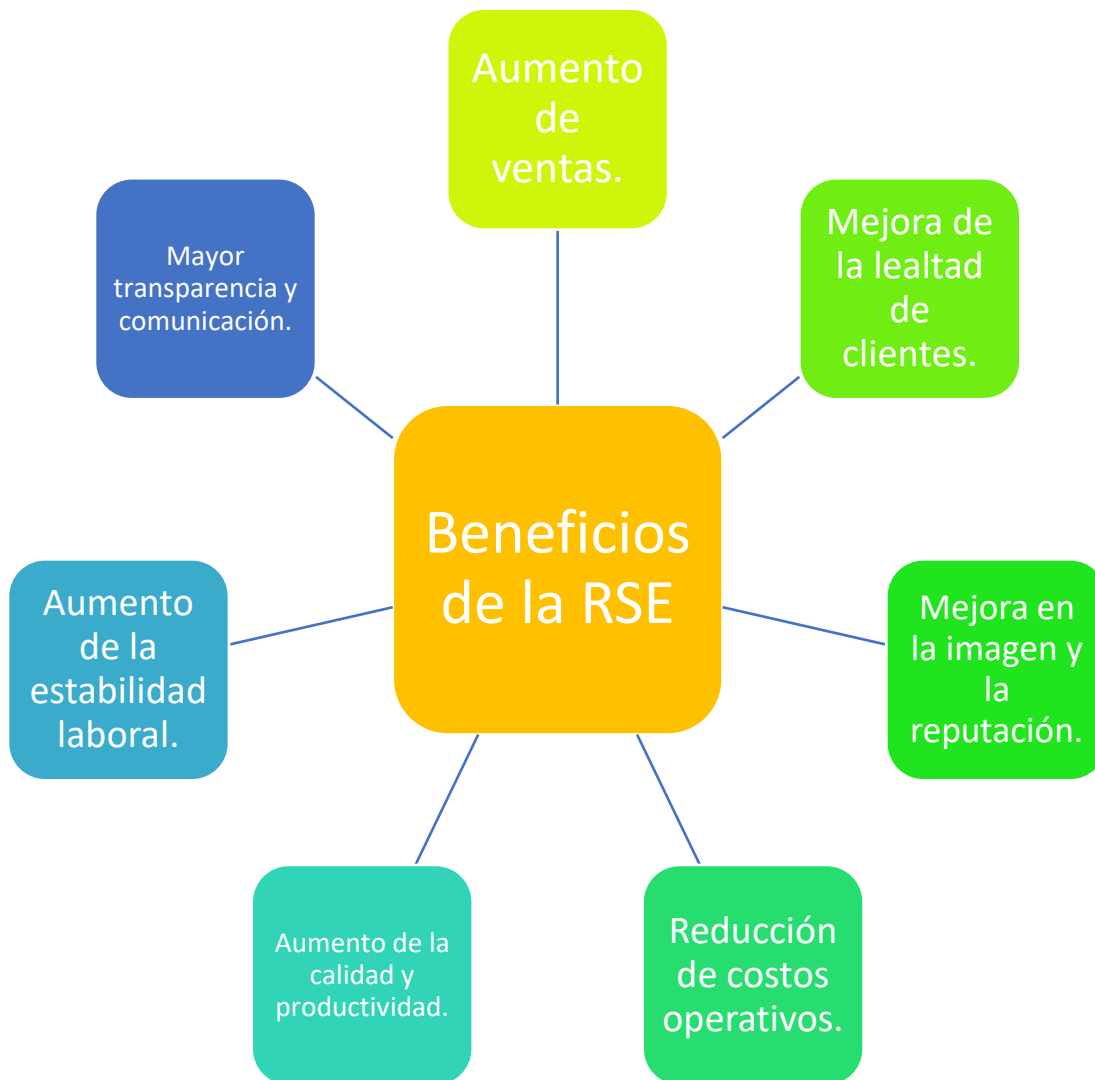 Aumento
de
ventas.
Mejora de
la lealtad
de
clientes.
Mejora en
la imagen y
la
reputación.
Reducción
de costos
operativos.
Aumento de la
calidad y
productividad.
Aumento
de la
estabilidad
laboral.
Mayor
transparencia y
comunicación.
Beneficios
de la RSE